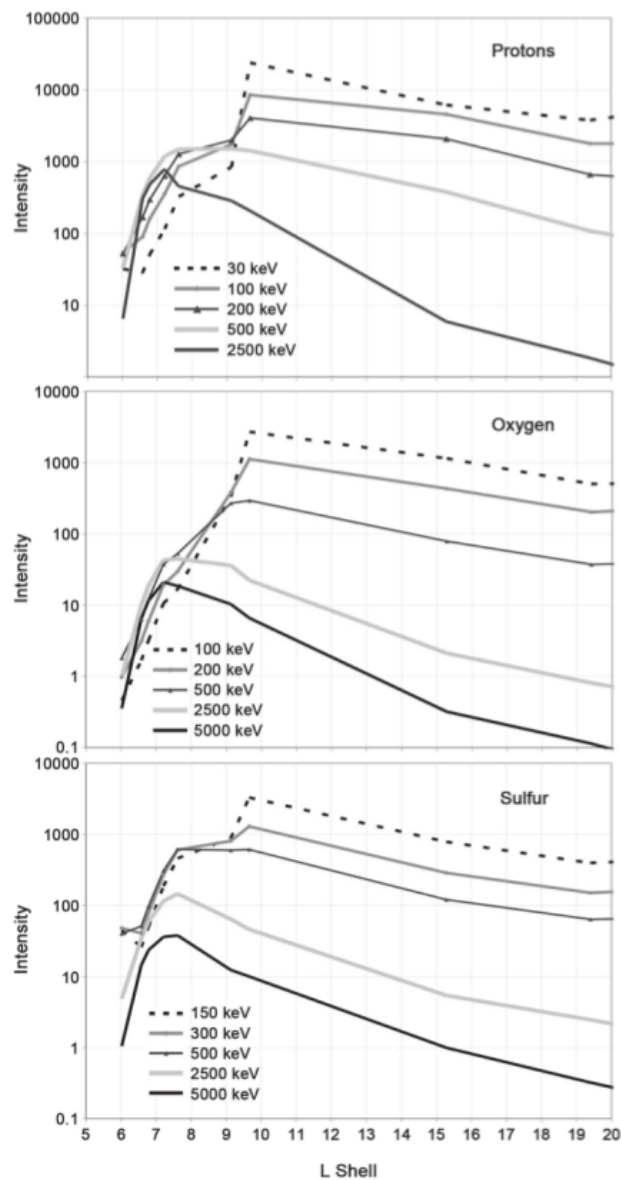 100000
Protons
10000
1000
Intensity
100
30 keV
100 keV
10
200 keV
500 keV
2500 keV
10000
Oxygen
1000
100
Intensity
10
100 keV
200 keV
1
500 keV
2500 keV
5000 keV
0.1
10000
Sulfur
1000
100
Intensity
10
150 keV
300 keV
1
500 keV
2500 keV
5000 keV
0.1
5 6 7 8 9 10 11 12 13 14 15 16 17 18 19 20
L Shell